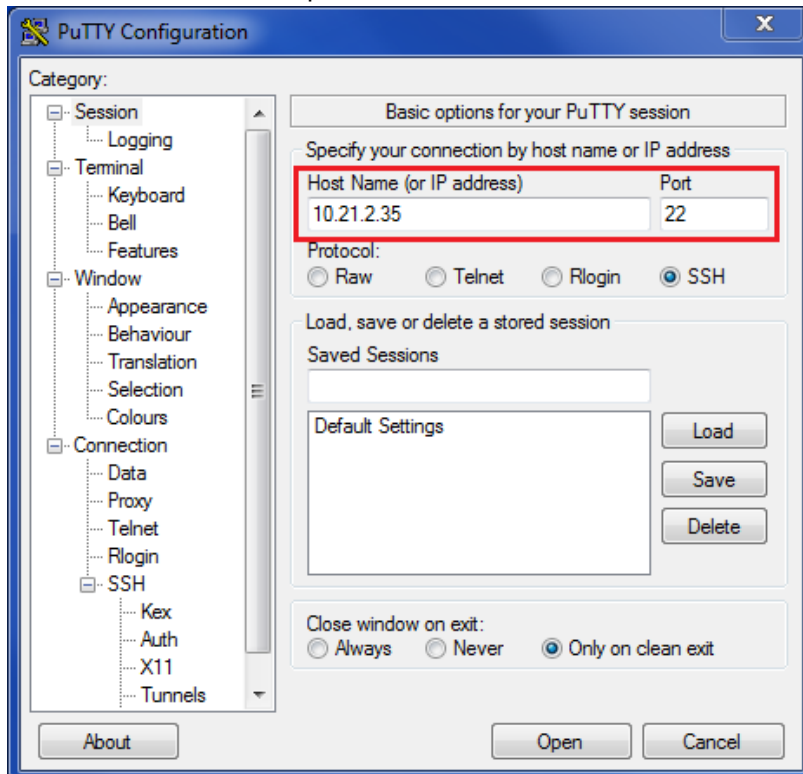 PuTTY Configuration
X
Category:
Session
Logging
Terminal
Keyboard
Bell
Features
Window
Appearance
Behaviour
Translation
Selection
Colours
Connection
Data
Proxy
Telnet
Rlogin
SSH
Kex
Auth
X11
Tunnels
Basic options for your PuTTY session
Specify your connection by host name or IP address
Host Name (or IP address) Port
10.21.2.35 22
Protocol:
Raw Telnet Rlogin SSH
Load, save or delete a stored session
Saved Sessions
Default Settings
Load
Save
Delete
Close window on exit:
Always Never Only on clean exit
About Open Cancel